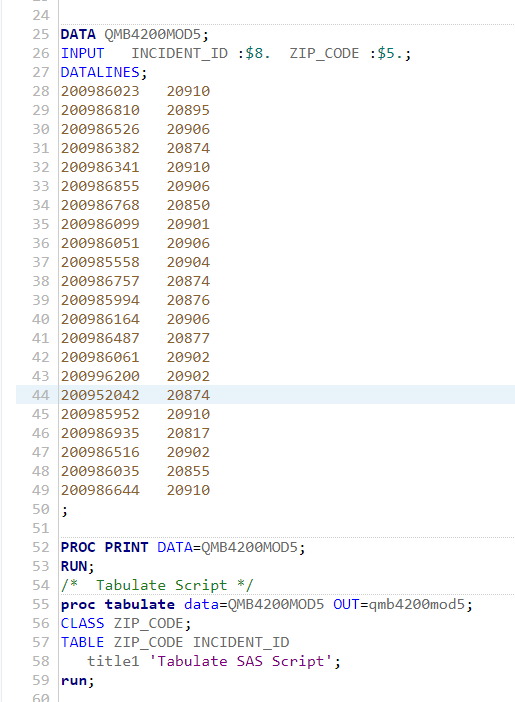 24
25 DATA QMB4200MOD5;
26 INPUT   INCIDENT_ID :$8.  ZIP_CODE :$5.;
27 DATALINES;
28 200986023   20910
29 200986810   20895
30 200986526   20906
31 200986382   20874
32 200986341   20910
33 200986855   20906
34 200986768   20850
35 200986099   20901
36 200986051   20906
37 200985558   20904
38 200986757   20874
39 200985994   20876
40 200986164   20906
41 200986487   20877
42 200986061   20902
43 200996200   20902
44 200952042   20874
45 200985952   20910
46 200986935   20817
47 200986516   20902
48 200986035   20855
49 200986644   20910
50 ;
51
52 PROC PRINT DATA=QMB4200MOD5;
53 RUN;
54 /*  Tabulate Script */
55 proc tabulate data=QMB4200MOD5 OUT=qmb4200mod5;
56 CLASS ZIP_CODE;
57 TABLE ZIP_CODE INCIDENT_ID
58    title1 'Tabulate SAS Script';
59 run;
60